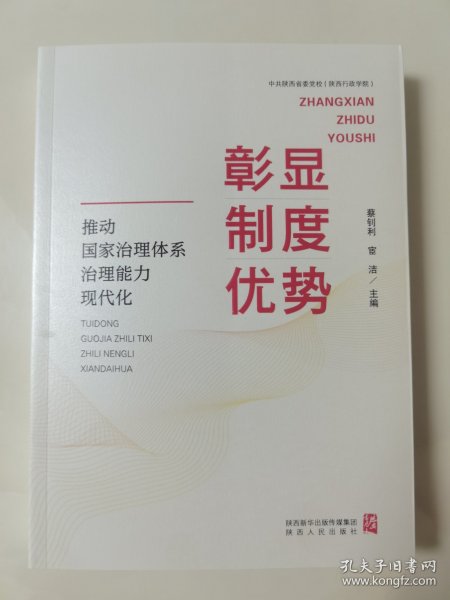 中共陕西省委党校（陕西行政学院）
ZHANGXIAN
ZHIDU
YOUSHI
彰显
制度
优势
蔡钊利 宦 洁／主编
推动
国家治理体系
治理能力
现代化
TUIDONG
GUOJIA ZHILI TIXI
ZHILI NENGLI
XIANDAIHUA
陕西新华出版传媒集团
陕西人民出版社
孔夫子旧书网
www.kongfz.com